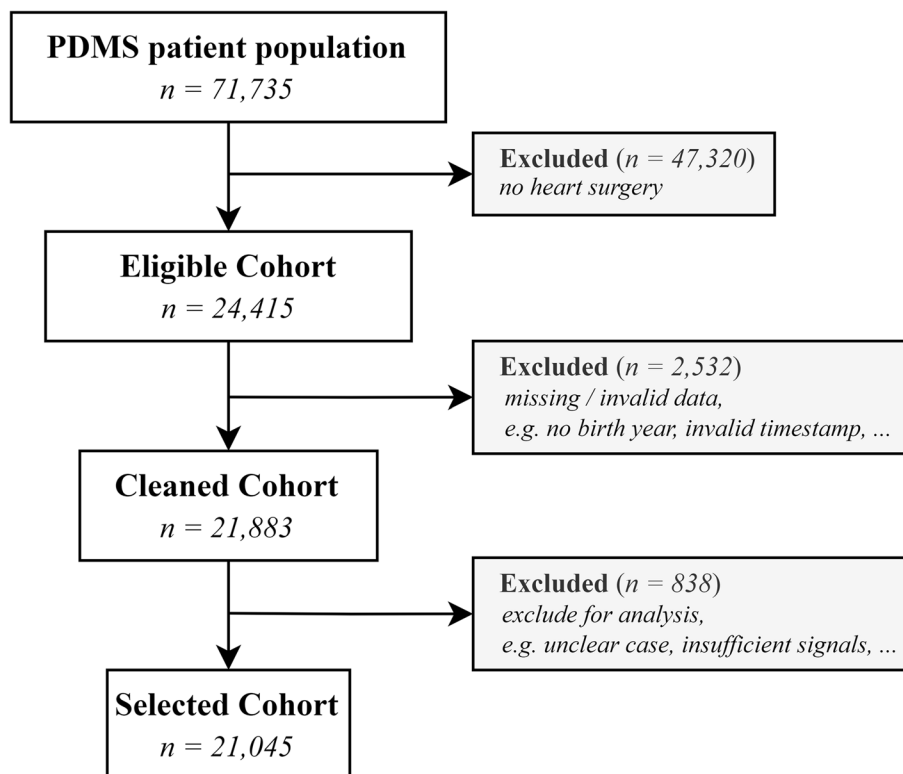 PDMS patient population
n = 71,735
Excluded (n = 47,320)
no heart surgery
Eligible Cohort
n = 24,415
Excluded (n = 2,532)
missing / invalid data,
e.g. no birth year, invalid timestamp, ...
Cleaned Cohort
n = 21,883
Excluded (n = 838)
exclude for analysis,
e.g. unclear case, insufficient signals, ...
Selected Cohort
n = 21,045